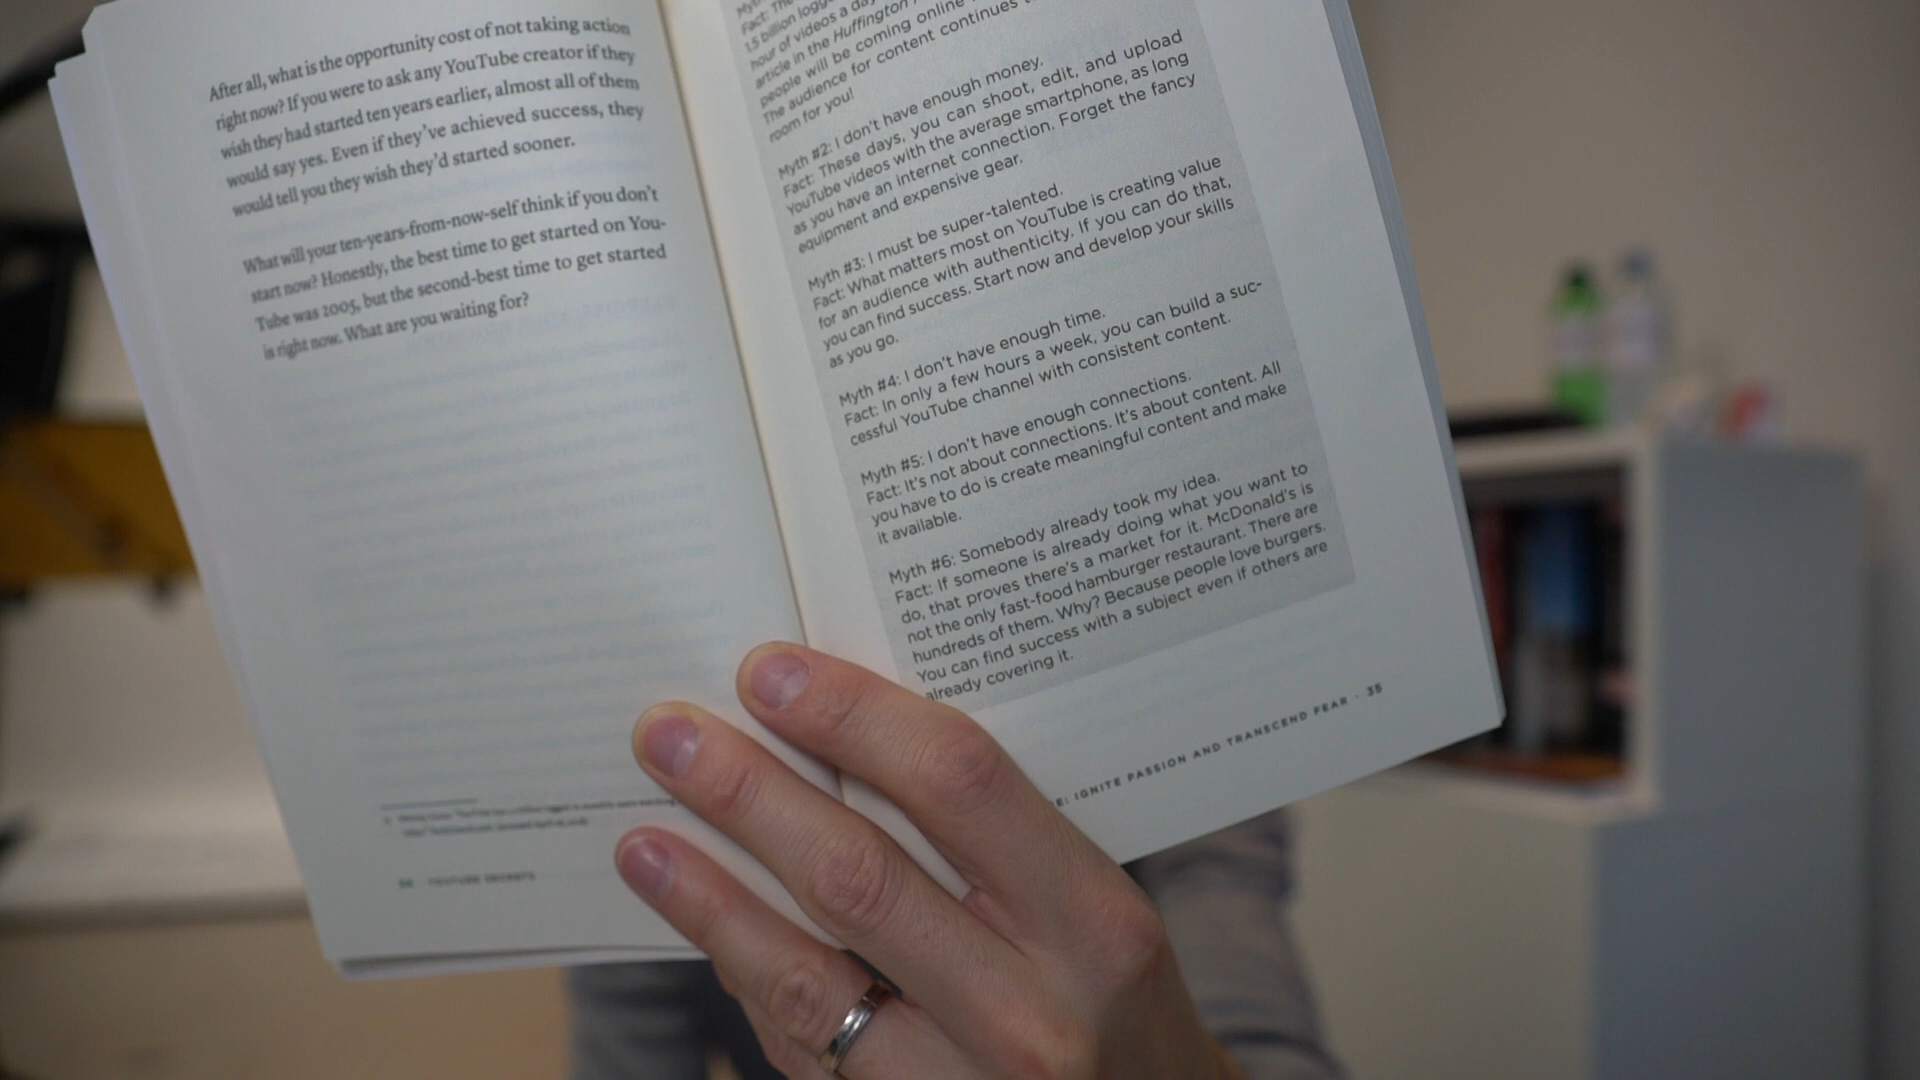 After all, what is the opportunity cost of not taking action
right now? If you were to ask any YouTube creator if they
wish they had started ten years earlier, almost all of them
would say yes. Even if they've achieved success, they
would tell you they wish they'd started sooner.
What will your ten-years-from-now-self think if you don't
start now? Honestly, the best time to get started on You-
Tube was 2005, but the second-best time to get started
is right now. What are you waiting for?
34 · YOUTUBE SECRETS
Fact: The
1.5 billion
hour of videos a day
article in the Huffington
people will be coming online
The audience for content continues
room for you!
Myth #2: I don't have enough money.
Fact: These days, you can shoot, edit, and upload
YouTube videos with the average smartphone, as long
as you have an internet connection. Forget the fancy
equipment and expensive gear.
Myth #3: I must be super-talented.
Fact: What matters most on YouTube is creating value
for an audience with authenticity. If you can do that,
you can find success. Start now and develop your skills
as you go.
Myth #4: I don't have enough time.
Fact: In only a few hours a week, you can build a suc-
cessful YouTube channel with consistent content.
Myth #5: I don't have enough connections.
Fact: It's not about connections. It's about content. All
you have to do is create meaningful content and make
it available.
Myth #6: Somebody already took my idea.
Fact: If someone is already doing what you want to
do, that proves there's a market for it. McDonald's is
not the only fast-food hamburger restaurant. There are
hundreds of them. Why? Because people love burgers.
You can find success with a subject even if others are
already covering it.
IGNITE PASSION AND TRANSCEND FEAR · 35